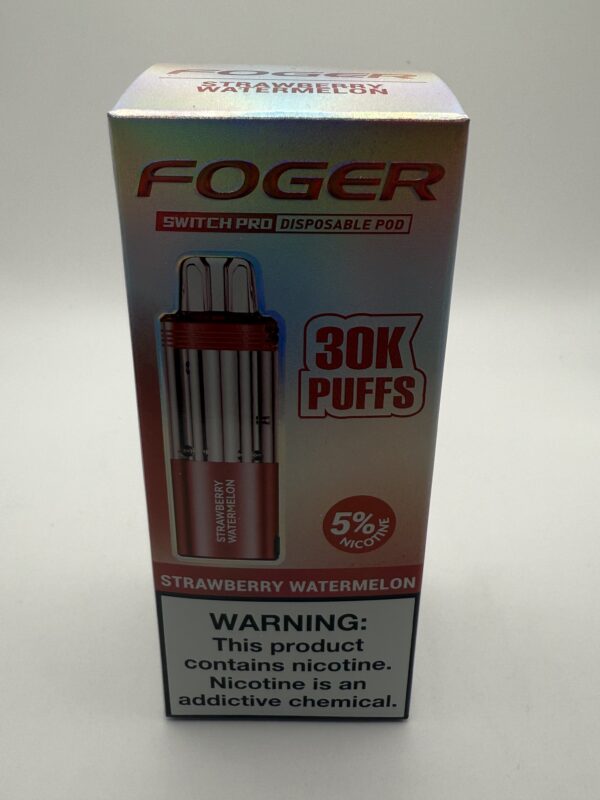 FOGER
STRAWBERRY
WATERMELON
FOGER
SWITCH PRO DISPOSABLE POD
30K
PUFFS
STRAWBERRY
WATERMELON
5%
NICOTINE
STRAWBERRY WATERMELON
WARNING:
This product
contains nicotine.
Nicotine is an
addictive chemical.